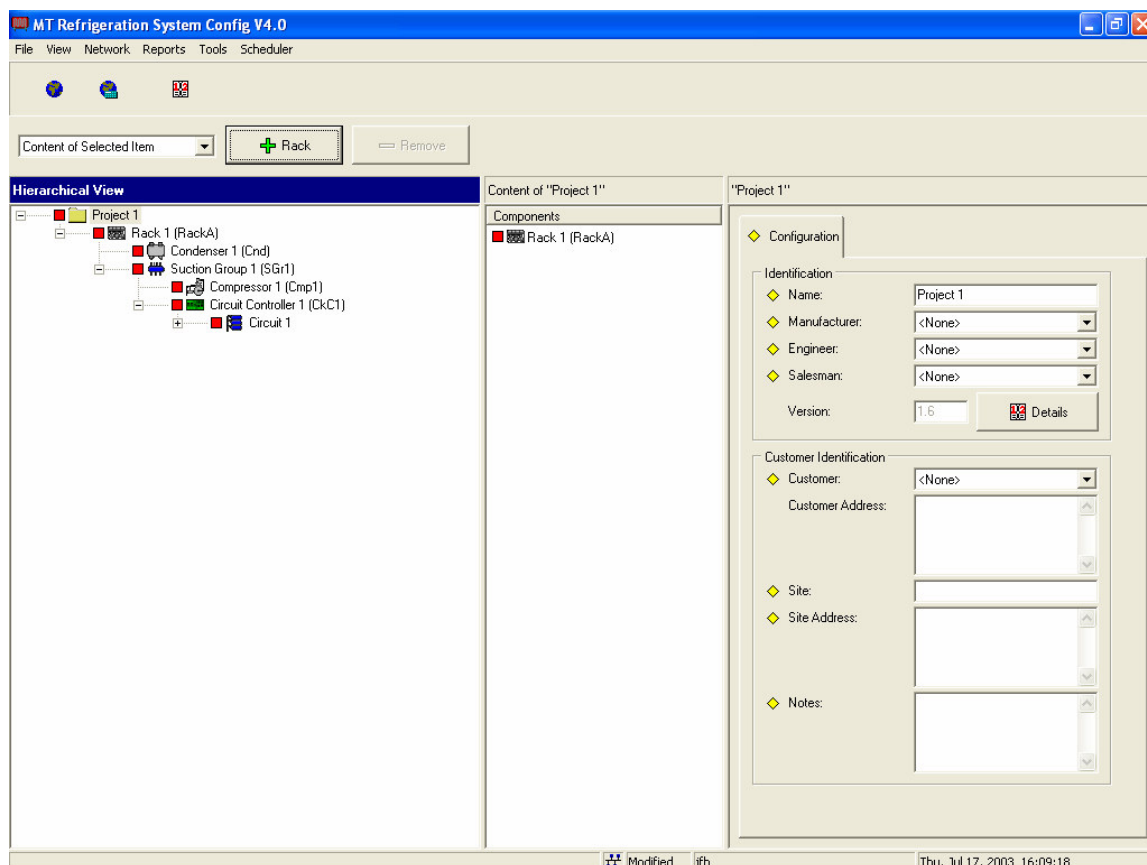 MT Refrigeration System Config V4.0
File View Network Reports Tools Scheduler
Content of Selected Item
Rack
Remove
Hierarchical View
Content of "Project 1"
"Project 1"
Project 1
Rack 1 (RackA)
Condenser 1 (Cnd)
Suction Group 1 (SGr1)
Compressor 1 (Cmp1)
Circuit Controller 1 (CkC1)
Circuit 1
Components
Rack 1 (RackA)
Configuration
Identification
Name: Project 1
Manufacturer: <None>
Engineer: <None>
Salesman: <None>
Version: 1.6 Details
Customer Identification
Customer: <None>
Customer Address:
Site:
Site Address:
Notes:
Modified jfb Thu, Jul 17, 2003 16:09:18